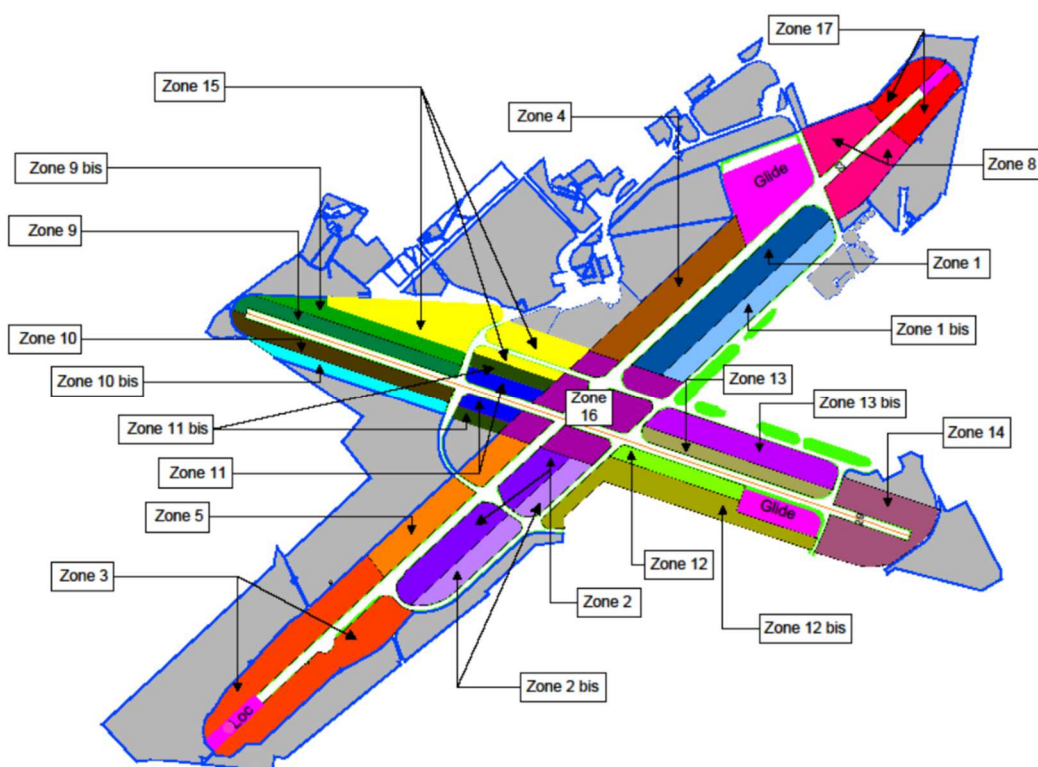 Zone 17
Zone 15
Zone 4
Zone 9 bis
Zone 8
Glide
Zone 9
Zone 1
Zone 1 bis
Zone 10
Zone 10 bis
Zone 13
Zone
16
Zone 13 bis
Zone 11 bis
Zone 14
Zone 11
Zone 5
Glide
Zone 12
Zone 3
Zone 2
Zone 12 bis
Zone 2 bis
Loc